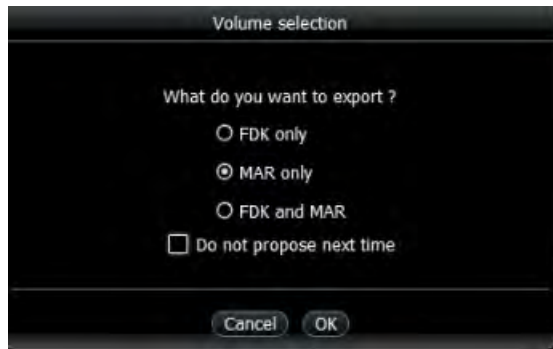 Volume selection
What do you want to export ?
FDK only
MAR only
FDK and MAR
Do not propose next time
Cancel OK